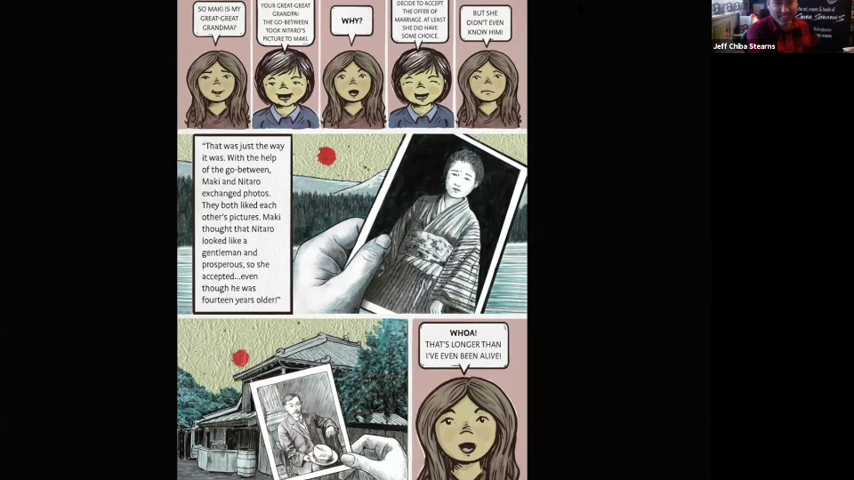 SO MAKI IS MY
GREAT-GREAT
GRANDMA?
YOUR GREAT-GREAT
GRANDPA!
THE GO-BETWEEN
TOOK NITARO'S
PICTURE TO MAKI.
WHY?
DECIDE TO ACCEPT
THE OFFER OF
MARRIAGE. AT LEAST
SHE DID HAVE
SOME CHOICE.
BUT SHE
DIDN'T EVEN
KNOW HIM!
"That was just the way
it was. With the help
of the go-between,
Maki and Nitaro
exchanged photos.
They both liked each
other's pictures. Maki
thought that Nitaro
looked like a
gentleman and
prosperous, so she
accepted...even
though he was
fourteen years older!"
WHOA!
THAT'S LONGER THAN
I'VE EVEN BEEN ALIVE!
CHIBA STEARNS
Jeff Chiba Stearns